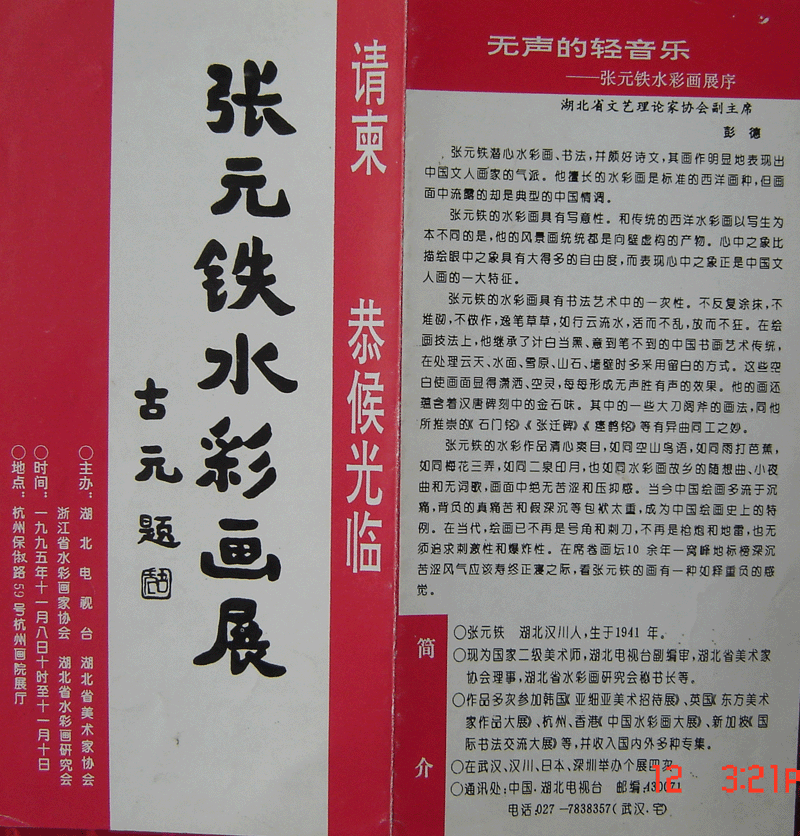 请柬 恭候光临
张元铁水彩画展
古元题
○主办：湖北电视台 湖北省美术家协会
浙江省水彩画家协会 湖北省水彩画研究会
○时间：一九九五年十一月八日十时至十一月十日
○地点：杭州保俶路59号杭州画院展厅
无声的轻音乐
——张元铁水彩画展序
湖北省文艺理论家协会副主席
彭德
张元铁潜心水彩画、书法，并颇好诗文，其画作明显地表现出
中国文人画家的气派。他擅长的水彩画是标准的西洋画种，但画
面中流露的却是典型的中国情调。
张元铁的水彩画具有写意性。和传统的西洋水彩画以写生为
本不同的是，他的风景画统统都是向壁虚构的产物。心中之象比
描绘眼中之象具有大得多的自由度，而表现心中之象正是中国文
人画的一大特征。
张元铁的水彩画具有书法艺术中的一次性。不反复涂抹，不
堆砌，不做作，逸笔草草，如行云流水，活而不乱，放而不狂。在绘
画技法上，他继承了计白当黑、意到笔不到的中国书画艺术传统，
在处理云天、水面、雪原、山石、墙壁时多采用留白的方式。这些空
白使画面显得潇洒、空灵，每每形成无声胜有声的效果。他的画还
蕴含着汉唐碑刻中的金石味。其中的一些大刀阔斧的画法，同他
所推崇的《石门铭》、《张迁碑》、《瘗鹤铭》等有异曲同工之妙。
张元铁的水彩作品清心爽目，如同空山鸟语，如同雨打芭蕉，
如同梅花三弄，如同二泉印月，也如同水彩画故乡的随想曲、小夜
曲和无词歌，画面中绝无苦涩和压抑感。当今中国绘画多流于沉
痛，背负的真痛苦和假深沉等包袱太重，成为中国绘画史上的特
例。在当代，绘画已不再是号角和刺刀，不再是枪炮和地雷，也无
须追求刺激性和爆炸性。在席卷画坛10余年一窝峰地标榜深沉
苦涩风气应该寿终正寝之际，看张元铁的画有一种如释重负的感
觉。
简介
○张元铁 湖北汉川人，生于1941年。
○现为国家二级美术师，湖北电视台副编审，湖北省美术家
协会理事，湖北省水彩画研究会秘书长等。
○作品多次参加韩国《亚细亚美术招待展》、英国《东方美术
家作品大展》、杭州、香港《中国水彩画大展》、新加坡《国
际书法交流大展》等，并收入国内外多种专集。
○在武汉、汉川、日本、深圳举办个展四次
○通讯处：中国·湖北电视台 邮编：430071
电话：027-7838357（武汉·宅）
12 3:21P